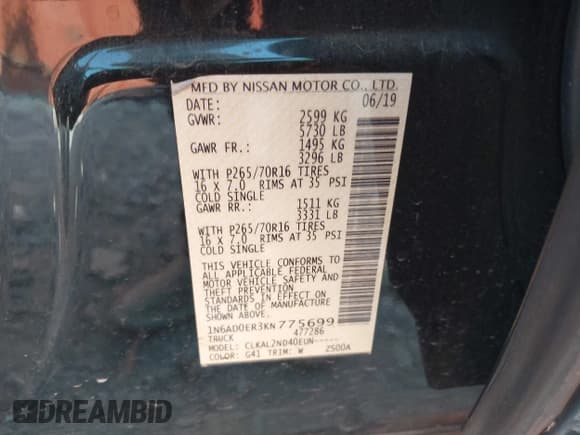 MFD BY NISSAN MOTOR CO., LTD.
DATE: 06/19
GVWR: 2599 KG
5730 LB
GAWR FR.: 1495 KG
3296 LB
WITH P265/70R16 TIRES
16 X 7.0 RIMS AT 35 PSI
COLD SINGLE
GAWR RR.: 1511 KG
3331 LB
WITH P265/70R16 TIRES
16 X 7.0 RIMS AT 35 PSI
COLD SINGLE
THIS VEHICLE CONFORMS TO
ALL APPLICABLE FEDERAL
MOTOR VEHICLE SAFETY AND
THEFT PREVENTION
STANDARDS IN EFFECT ON
THE DATE OF MANUFACTURE
SHOWN ABOVE.
1N6AD0ER3KN775699
TRUCK 477286
MODEL: CLKAL2ND40EUN-----
COLOR: G41 TRIM: W 2S00A
DREAMBID